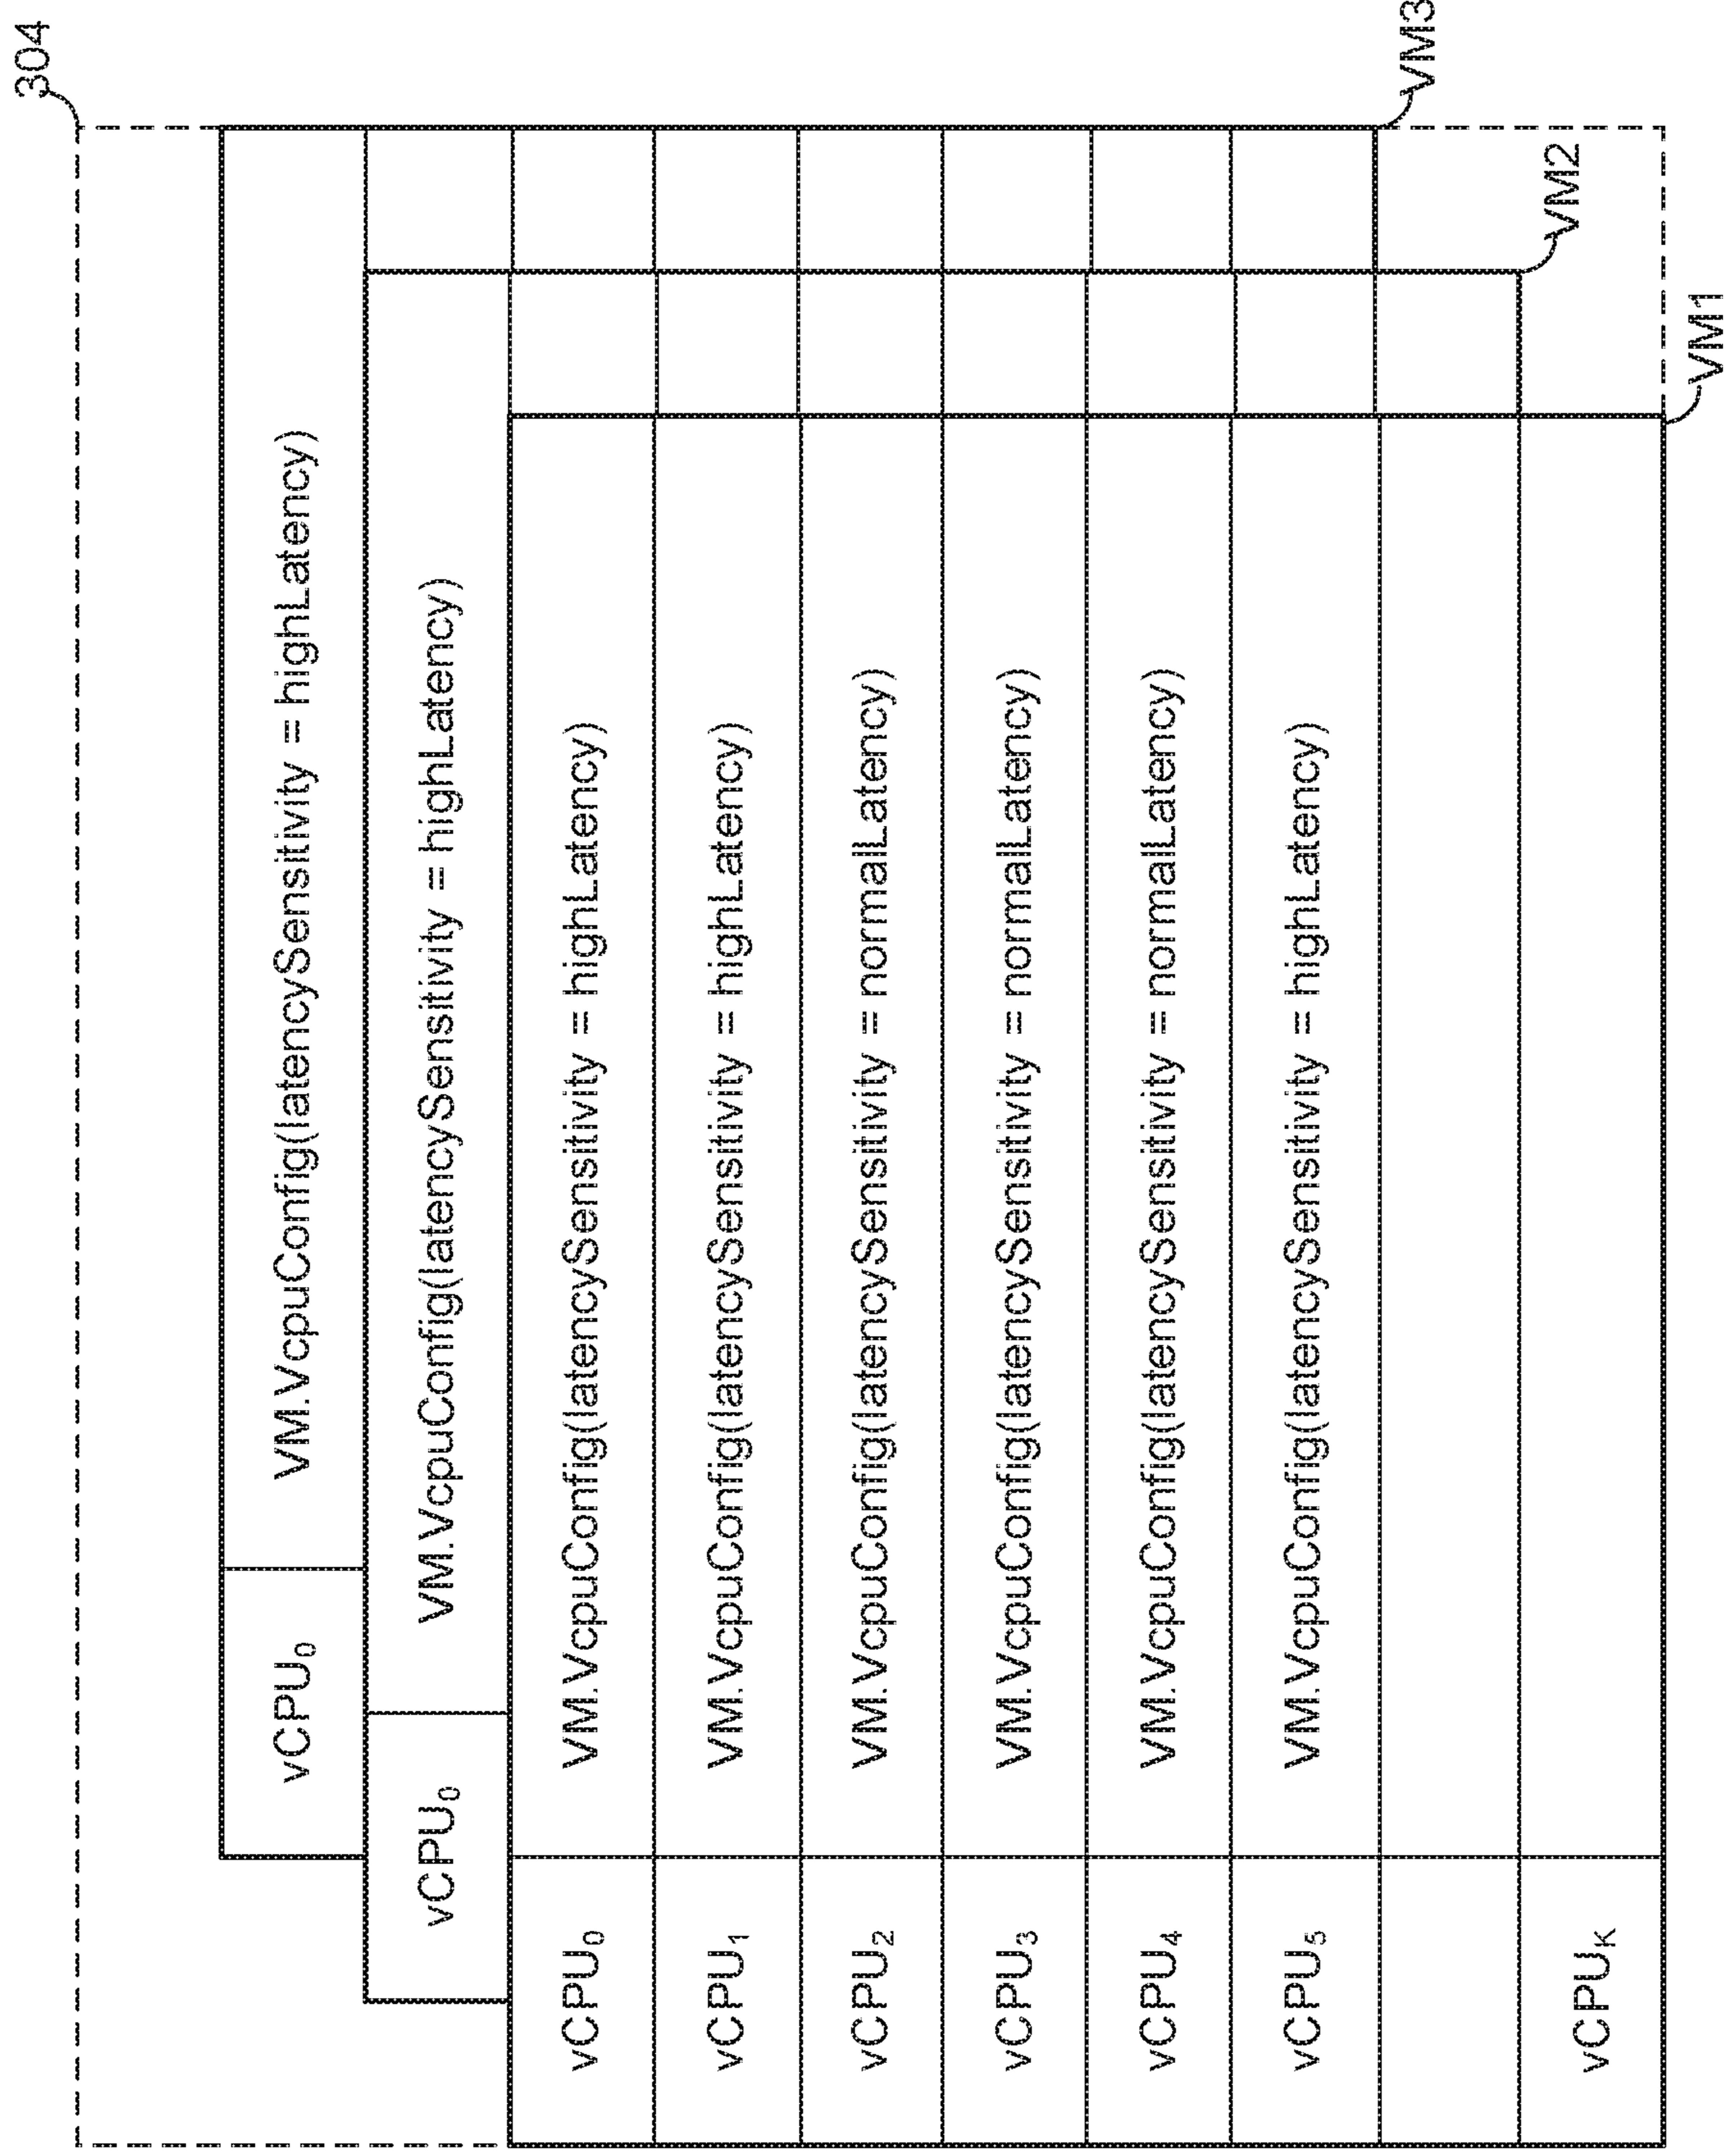 304
vCPU₀ VM.VcpuConfig(latencySensitivity = highLatency)
vCPU₀ VM.VcpuConfig(latencySensitivity = highLatency)
vCPU₀ VM.VcpuConfig(latencySensitivity = highLatency)
vCPU₁ VM.VcpuConfig(latencySensitivity = highLatency)
vCPU₂ VM.VcpuConfig(latencySensitivity = normalLatency)
vCPU₃ VM.VcpuConfig(latencySensitivity = normalLatency)
vCPU₄ VM.VcpuConfig(latencySensitivity = normalLatency)
vCPU₅ VM.VcpuConfig(latencySensitivity = highLatency)
vCPU_K
VM3
VM2
VM1